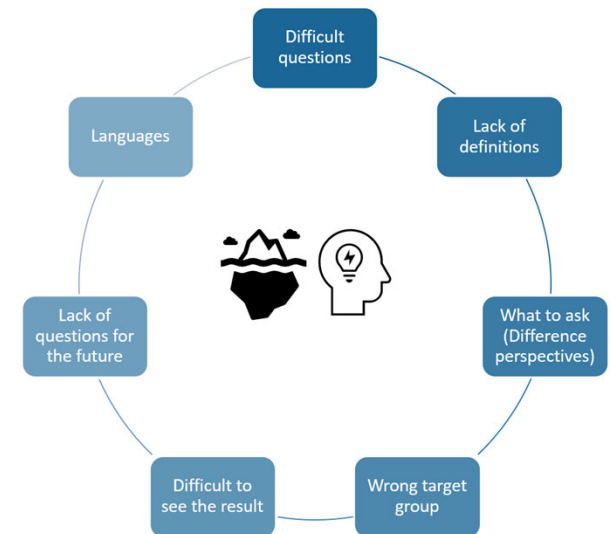 Difficult
questions
Lack of
definitions
What to ask
(Difference
perspectives)
Wrong target
group
Difficult to
see the result
Lack of
questions for
the future
Languages